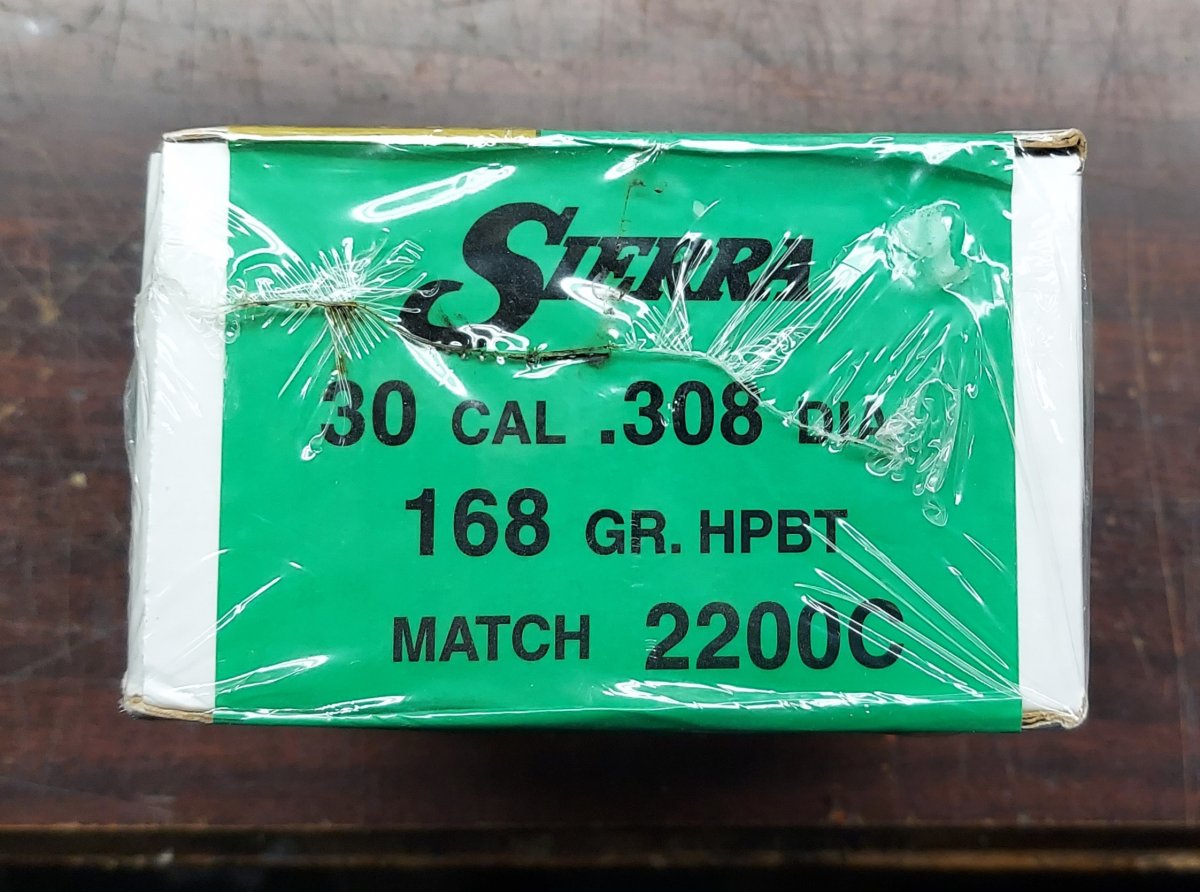 SIERRA
30 CAL .308 DIA
168 GR. HPBT
MATCH 2200C